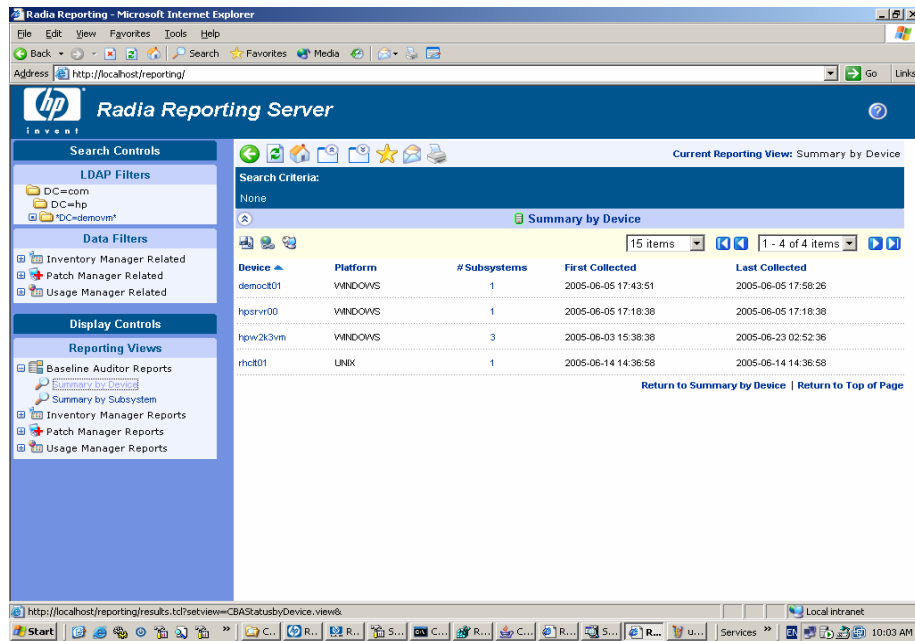 Radia Reporting - Microsoft Internet Explorer
File Edit View Favorites Tools Help
Back Search Favorites Media
Address http://localhost/reporting/ Go Links
hp
invent
Radia Reporting Server
Search Controls
LDAP Filters
DC=com
DC=hp
*DC=demovm*
Data Filters
Inventory Manager Related
Patch Manager Related
Usage Manager Related
Display Controls
Reporting Views
Baseline Auditor Reports
Summary by Device
Summary by Subsystem
Inventory Manager Reports
Patch Manager Reports
Usage Manager Reports
Current Reporting View: Summary by Device
Search Criteria:
None
Summary by Device
15 items 1 - 4 of 4 items
Device Platform # Subsystems First Collected Last Collected
democlt01 WINDOWS 1 2005-06-05 17:43:51 2005-06-05 17:58:26
hpsrvr00 WINDOWS 1 2005-06-05 17:18:38 2005-06-05 17:18:38
hpw2k3vm WINDOWS 3 2005-06-03 15:38:38 2005-06-23 02:52:36
rhclt01 UNIX 1 2005-06-14 14:36:58 2005-06-14 14:36:58
Return to Summary by Device | Return to Top of Page
http://localhost/reporting/results.tcl?setview=CBAStatusbyDevice.view& Local intranet
Start » C... R... R... S... C... R... C... R... S... R... u... Services » EN 10:03 AM